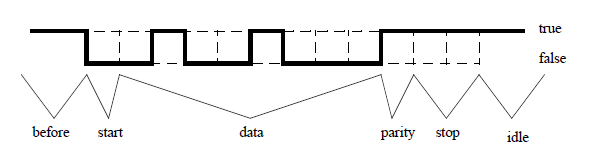 true
false
before start data parity stop idle